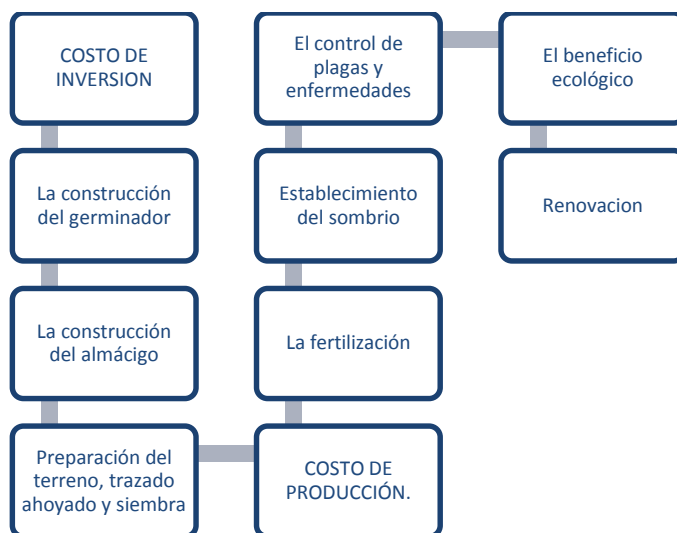 COSTO DE
INVERSION
La construcción
del germinador
La construcción
del almácigo
Preparación del
terreno, trazado
ahoyado y siembra
COSTO DE
PRODUCCIÓN.
La fertilización
Establecimiento
del sombrio
El control de
plagas y
enfermedades
El beneficio
ecológico
Renovacion